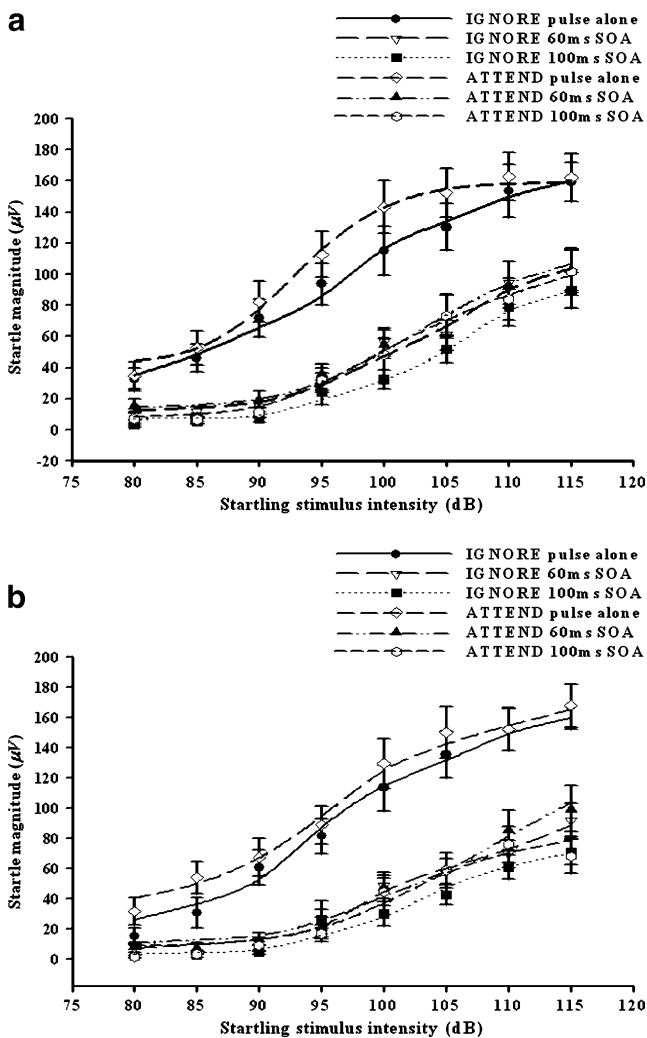 a
IGNORE pulse alone
IGNORE 60ms SOA
IGNORE 100ms SOA
ATTEND pulse alone
ATTEND 60ms SOA
ATTEND 100ms SOA
200
180
160
140
120
100
80
60
40
20
0
-20
Startle magnitude (µV)
75 80 85 90 95 100 105 110 115 120
Startling stimulus intensity (dB)
b
IGNORE pulse alone
IGNORE 60ms SOA
IGNORE 100ms SOA
ATTEND pulse alone
ATTEND 60ms SOA
ATTEND 100ms SOA
200
180
160
140
120
100
80
60
40
20
0
Startle magnitude (µV)
75 80 85 90 95 100 105 110 115 120
Startling stimulus intensity (dB)